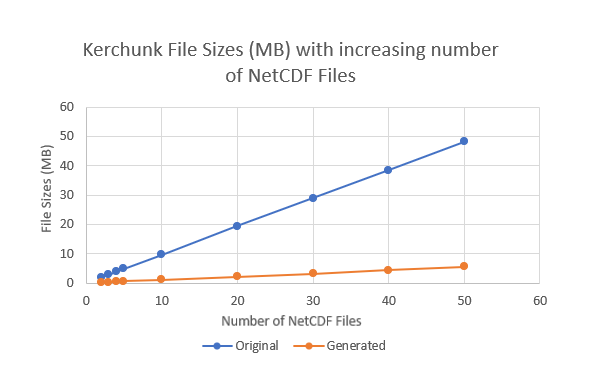 Kerchunk File Sizes (MB) with increasing number
of NetCDF Files
60
50
40
30
20
10
0
File Sizes (MB)
0 10 20 30 40 50 60
Number of NetCDF Files
Original Generated